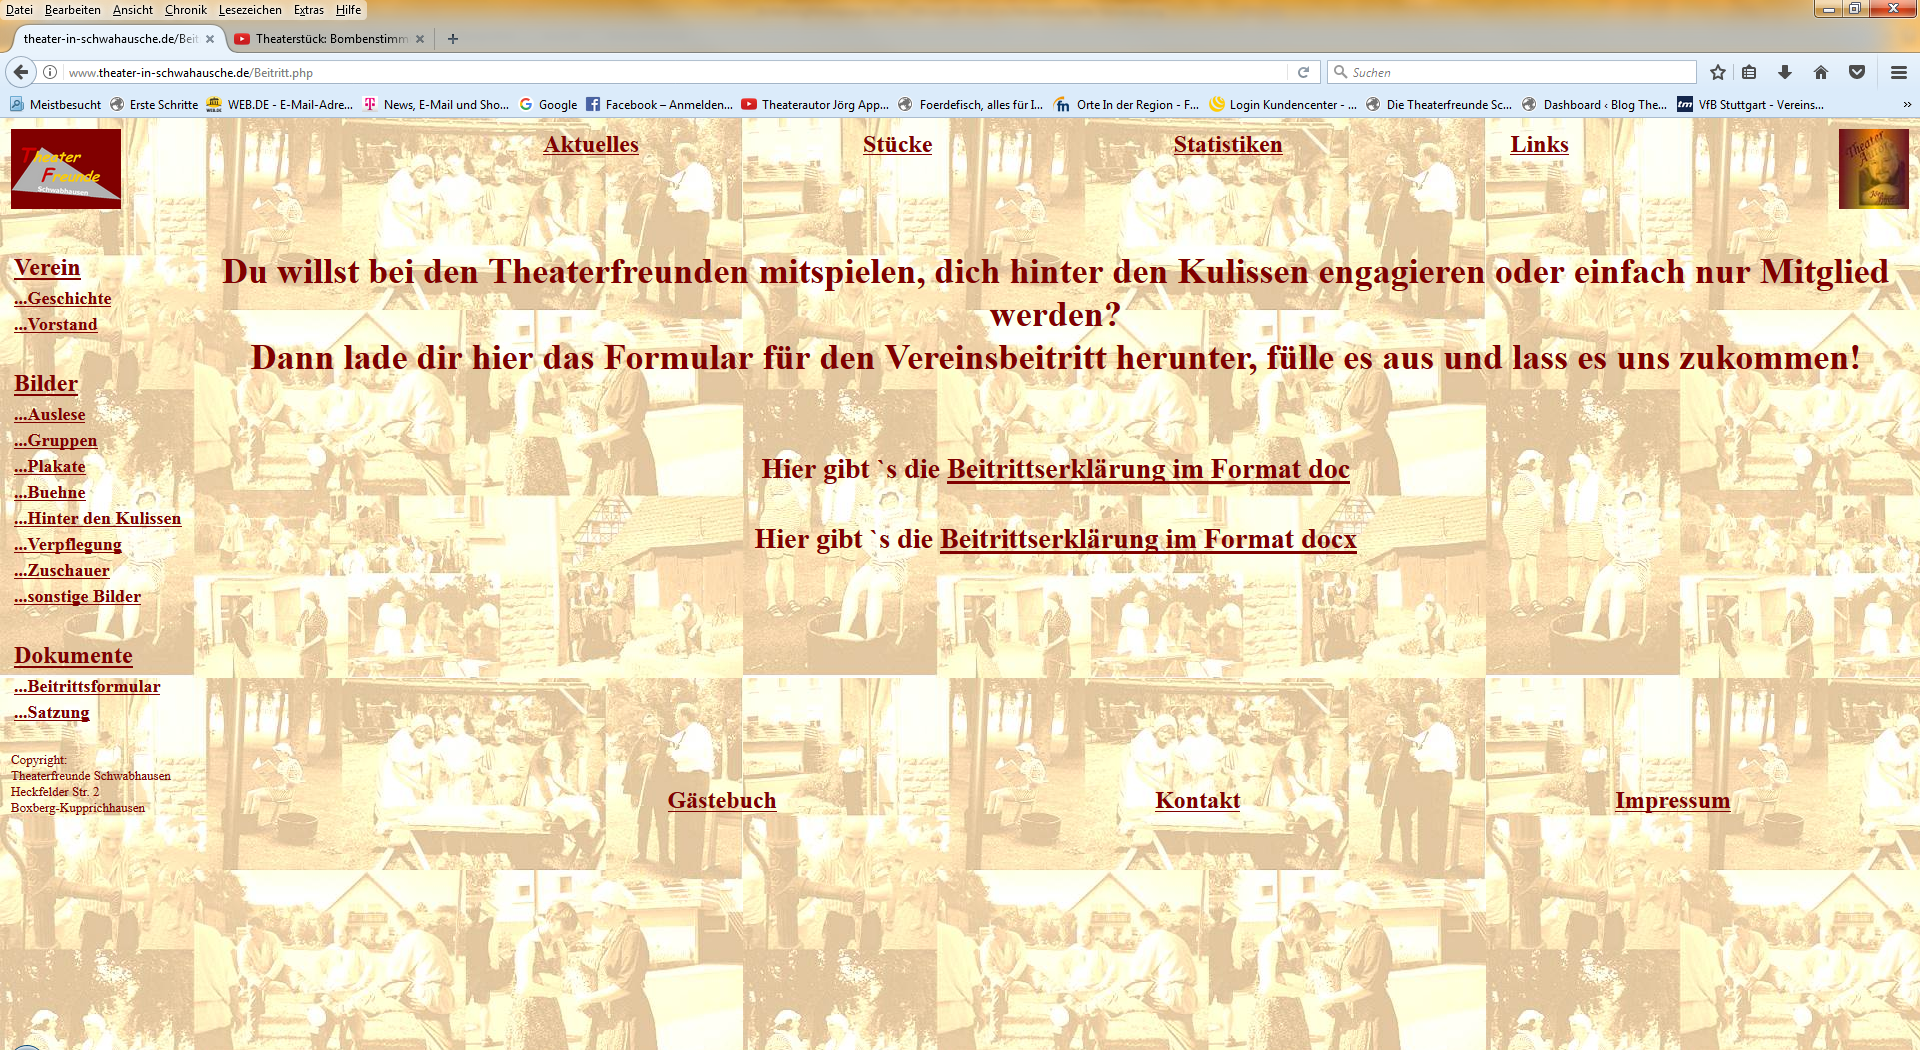 Datei Bearbeiten Ansicht Chronik Lesezeichen Extras Hilfe
theater-in-schwahausche.de/Beit
Theaterstück: Bombenstimm
www.theater-in-schwahausche.de/Beitritt.php
Suchen
Meistbesucht Erste Schritte WEB.DE - E-Mail-Adre... News, E-Mail und Sho... Google Facebook – Anmelden... Theaterautor Jörg App... Foerdefisch, alles für I... Orte In der Region - F... Login Kundencenter - ... Die Theaterfreunde Sc... Dashboard ‹ Blog The... VfB Stuttgart - Vereins... »
Theater
Freunde
Schwabhausen
Aktuelles Stücke Statistiken Links
Theater
Autor
Verein
...Geschichte
...Vorstand
Bilder
...Auslese
...Gruppen
...Plakate
...Buehne
...Hinter den Kulissen
...Verpflegung
...Zuschauer
...sonstige Bilder
Dokumente
...Beitrittsformular
...Satzung
Copyright:
Theaterfreunde Schwabhausen
Heckfelder Str. 2
Boxberg-Kupprichhausen
Du willst bei den Theaterfreunden mitspielen, dich hinter den Kulissen engagieren oder einfach nur Mitglied
werden?
Dann lade dir hier das Formular für den Vereinsbeitritt herunter, fülle es aus und lass es uns zukommen!
Hier gibt `s die Beitrittserklärung im Format doc
Hier gibt `s die Beitrittserklärung im Format docx
Gästebuch Kontakt Impressum